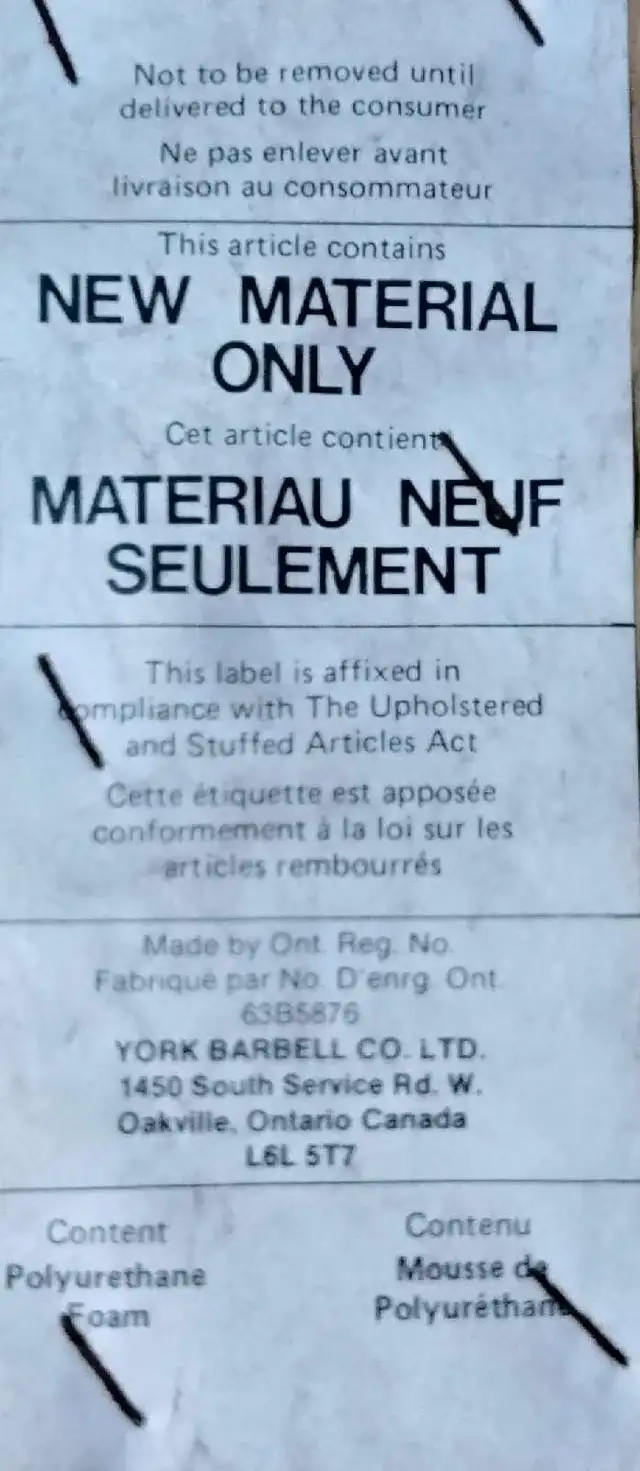 Not to be removed until
delivered to the consumer
Ne pas enlever avant
livraison au consommateur
This article contains
NEW MATERIAL
ONLY
Cet article contient
MATERIAU NEUF
SEULEMENT
This label is affixed in
compliance with The Upholstered
and Stuffed Articles Act
Cette étiquette est apposée
conformement à la loi sur les
articles rembourrés
Made by Ont. Reg. No.
Fabriqué par No. D'enrg. Ont.
63B5876
YORK BARBELL CO. LTD.
1450 South Service Rd. W.
Oakville, Ontario Canada
L6L 5T7
Content Contenu
Polyurethane Mousse de
Foam Polyuréthane